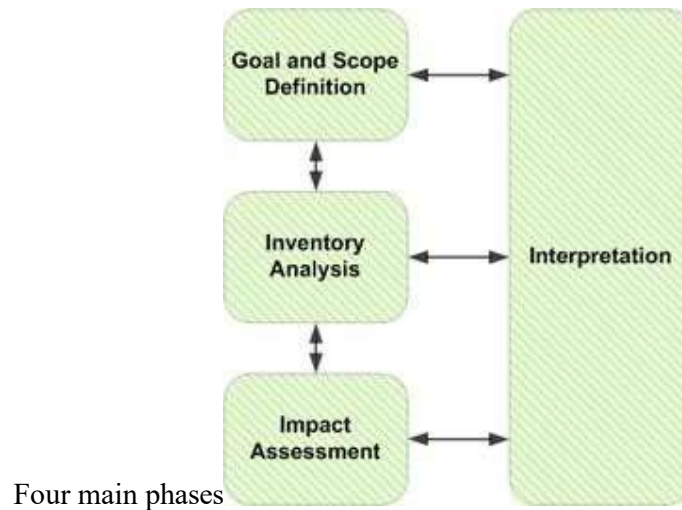 Goal and Scope
Definition
Inventory
Analysis
Interpretation
Impact
Assessment
Four main phases